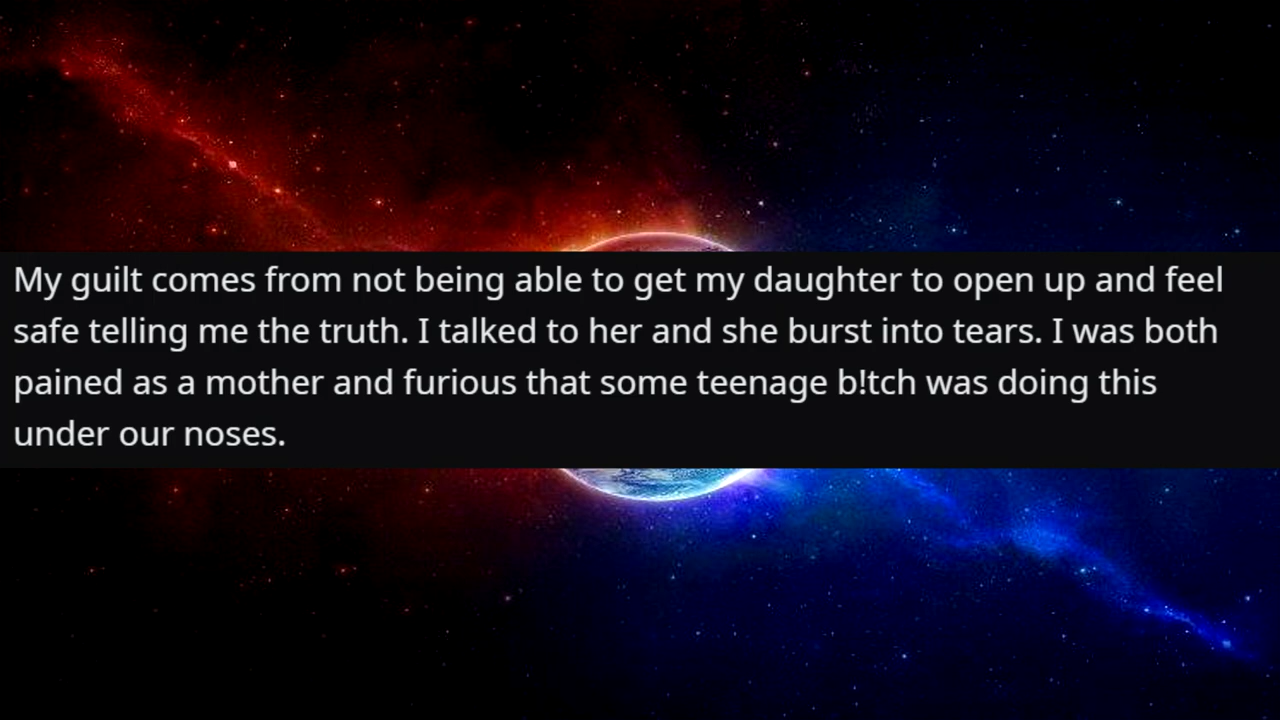 My guilt comes from not being able to get my daughter to open up and feel
safe telling me the truth. I talked to her and she burst into tears. I was both
pained as a mother and furious that some teenage b!tch was doing this
under our noses.